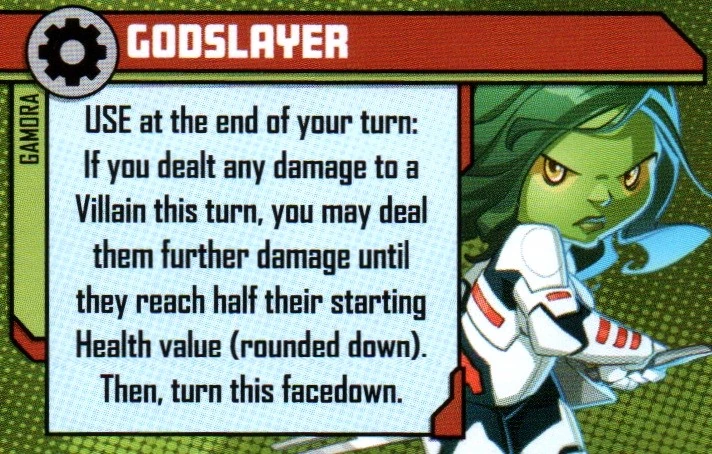 GODSLAYER
GAMORA
USE at the end of your turn:
If you dealt any damage to a
Villain this turn, you may deal
them further damage until
they reach half their starting
Health value (rounded down).
Then, turn this facedown.